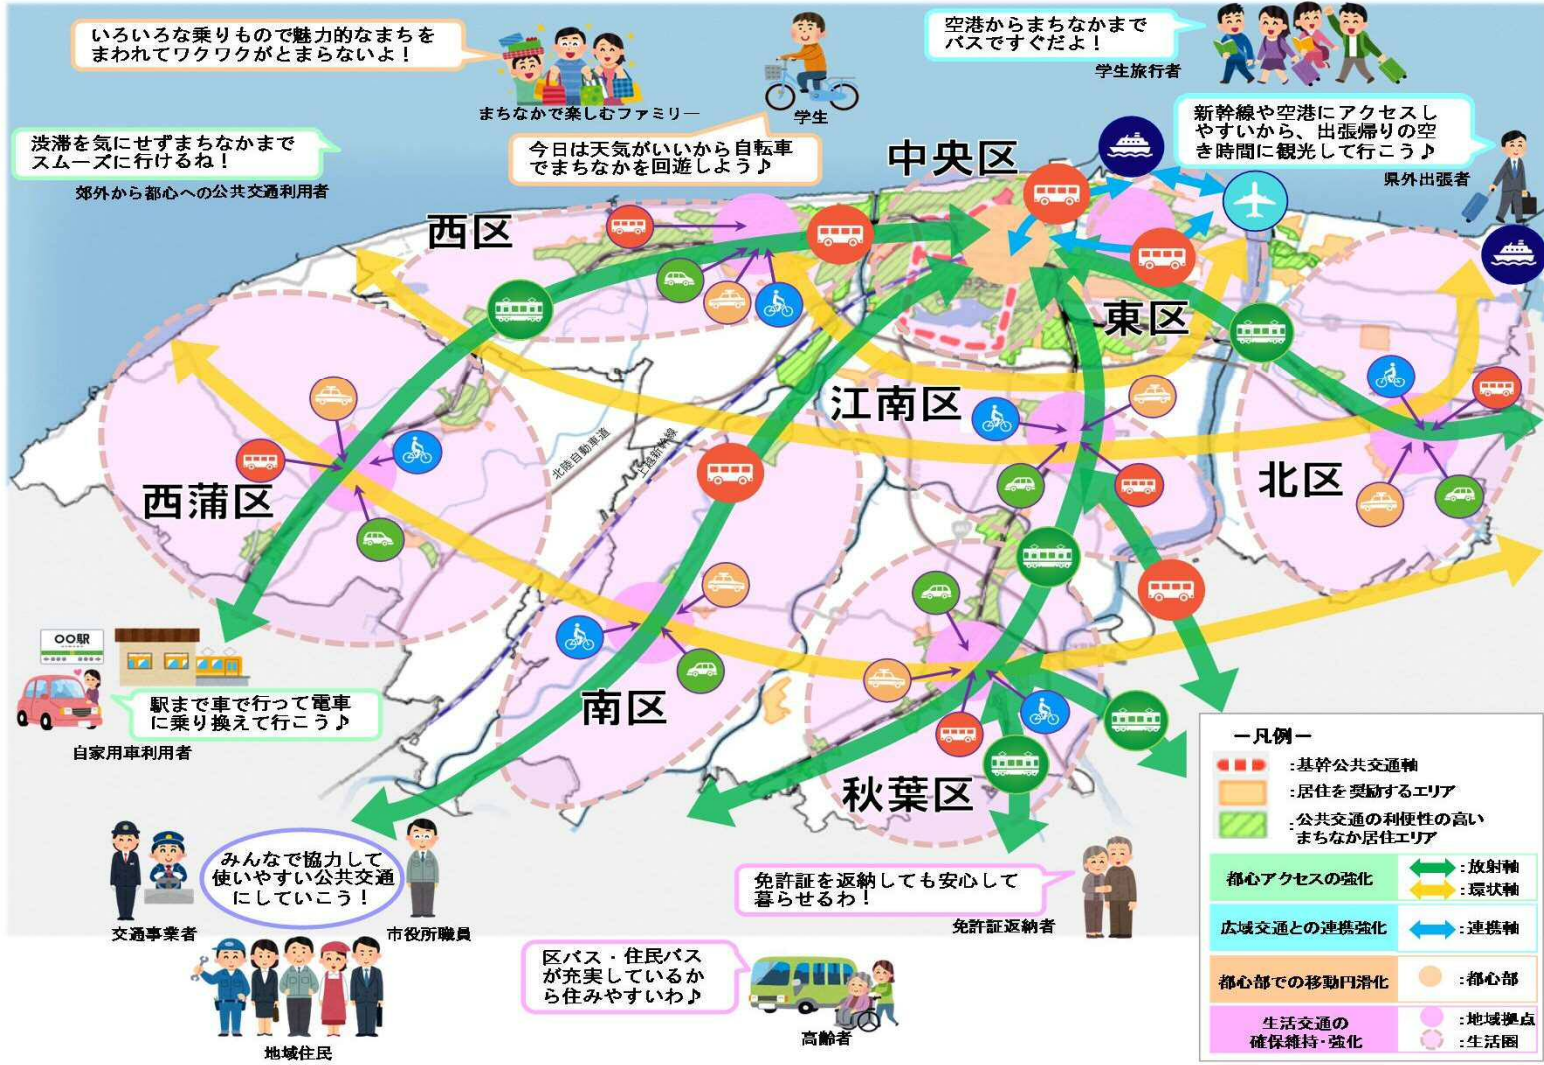 いろいろな乗りもので魅力的なまちを
まわれてワクワクがとまらないよ！
まちなかで楽しむファミリー
学生
空港からまちなかまで
バスですぐだよ！
学生旅行者
渋滞を気にせずまちなかまで
スムーズに行けるね！
郊外から都心への公共交通利用者
今日は天気がいいから自転車
でまちなかを回遊しよう♪
新幹線や空港にアクセスし
やすいから、出張帰りの空
き時間に観光して行こう♪
県外出張者
中央区
西区
東区
江南区
北区
西蒲区
南区
秋葉区
北陸自動車道
上越新幹線
〇〇駅
駅まで車で行って電車
に乗り換えて行こう♪
自家用車利用者
みんなで協力して
使いやすい公共交通
にしていこう！
交通事業者
市役所職員
地域住民
免許証を返納しても安心して
暮らせるわ！
免許証返納者
区バス・住民バス
が充実しているか
ら住みやすいわ♪
高齢者
－凡例－
：基幹公共交通軸
：居住を奨励するエリア
：公共交通の利便性の高い
まちなか居住エリア
都心アクセスの強化
：放射軸
：環状軸
広域交通との連携強化
：連携軸
都心部での移動円滑化
：都心部
生活交通の
確保維持・強化
：地域拠点
：生活圏